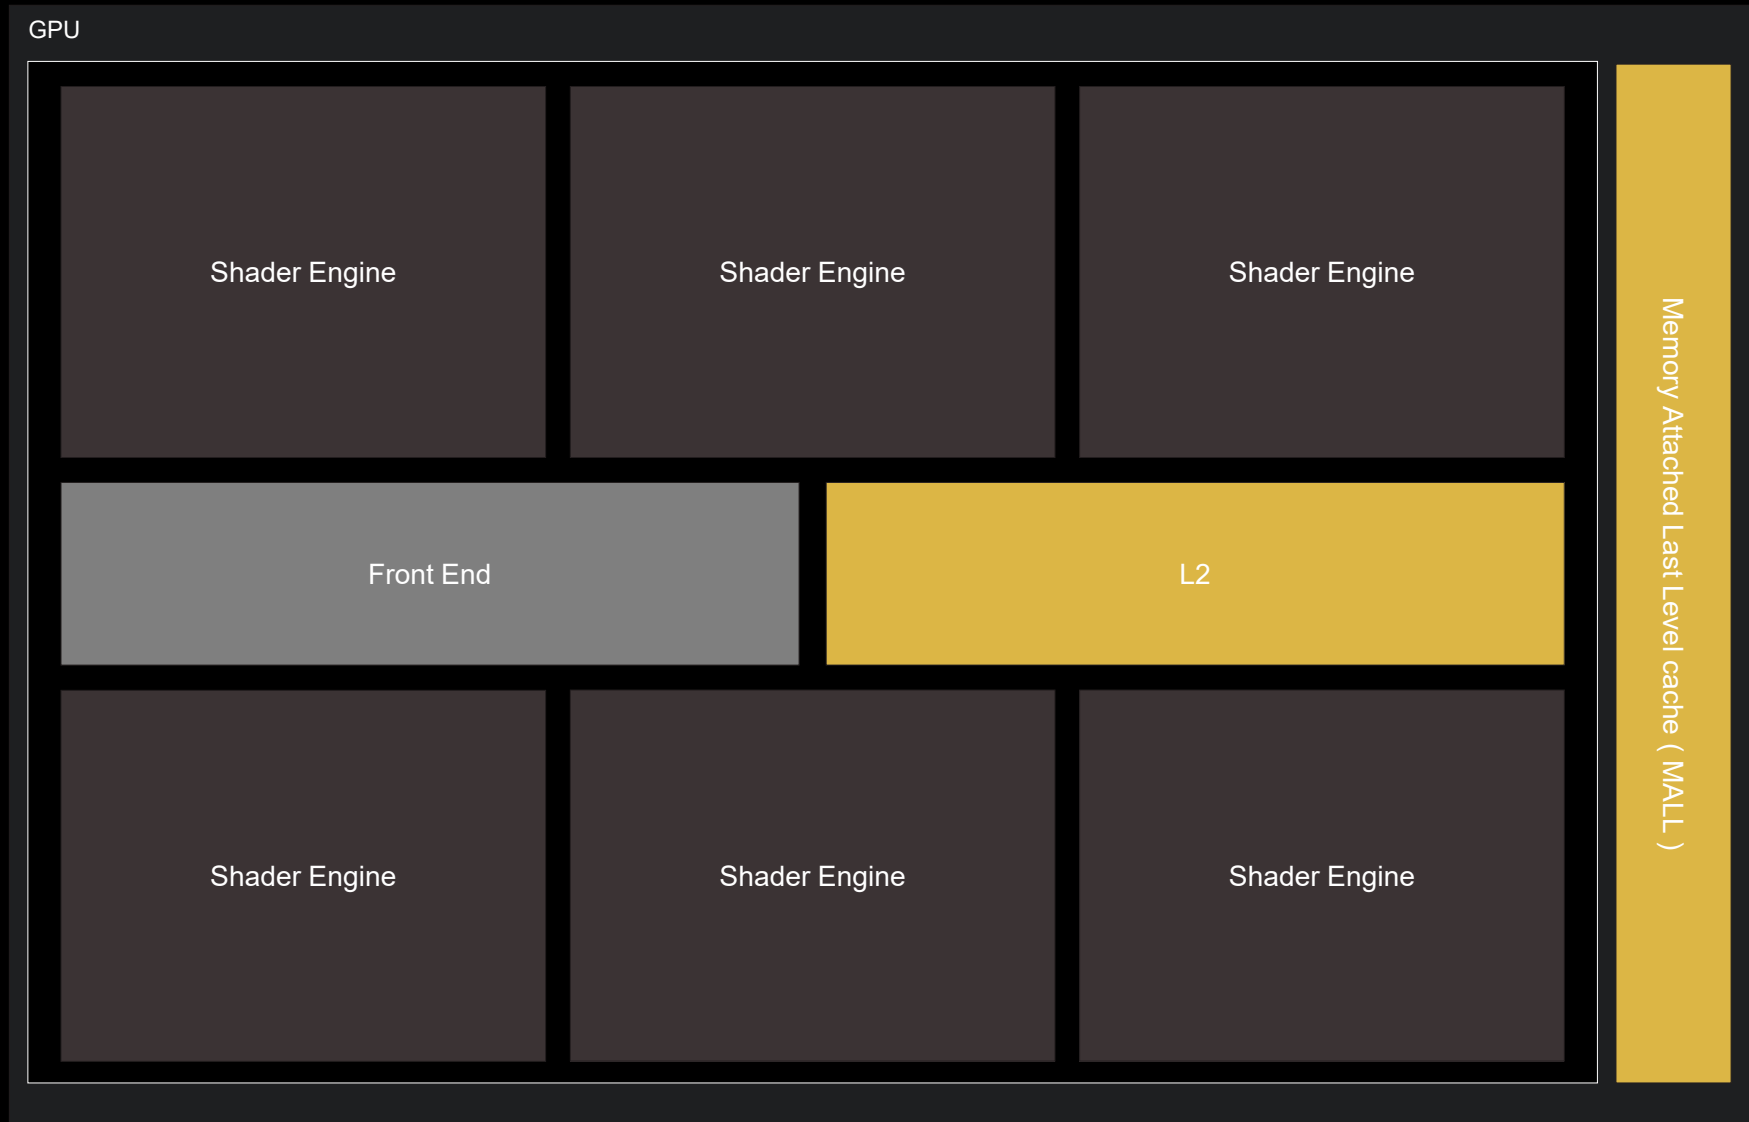 GPU
Shader Engine
Shader Engine
Shader Engine
Front End
L2
Shader Engine
Shader Engine
Shader Engine
Memory Attached Last Level cache ( MALL )